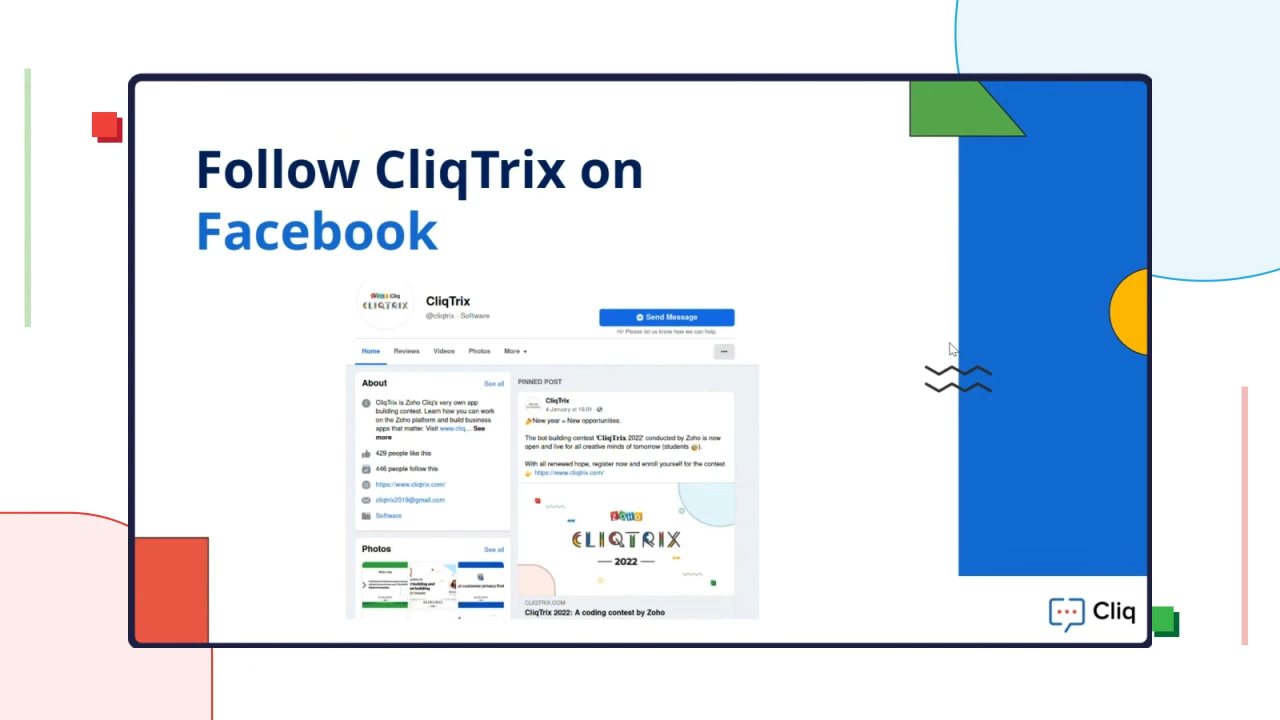 Follow CliqTrix on
Facebook
ZOHO Cliq
CLIQTRIX
CliqTrix
@cliqtrix · Software
Send Message
Hi! Please let us know how we can help.
Home Reviews Videos Photos More
About See all
CliqTrix is Zoho Cliq's very own app
building contest. Learn how you can work
on the Zoho platform and build business
apps that matter. Visit www.cliq... See
more
429 people like this
446 people follow this
https://www.cliqtrix.com/
cliqtrix2019@gmail.com
Software
Photos See all
PINNED POST
CliqTrix
4 January at 16:01 ·
🎉New year = New opportunities.
The bot-building contest 'CliqTrix 2022' conducted by Zoho is now
open and live for all creative minds of tomorrow (students 😄).
With all renewed hope, register now and enroll yourself for the contest
👉 https://www.cliqtrix.com/
ZOHO
CLIQTRIX
2022
CLIQTRIX.COM
CliqTrix 2022: A coding contest by Zoho
Cliq